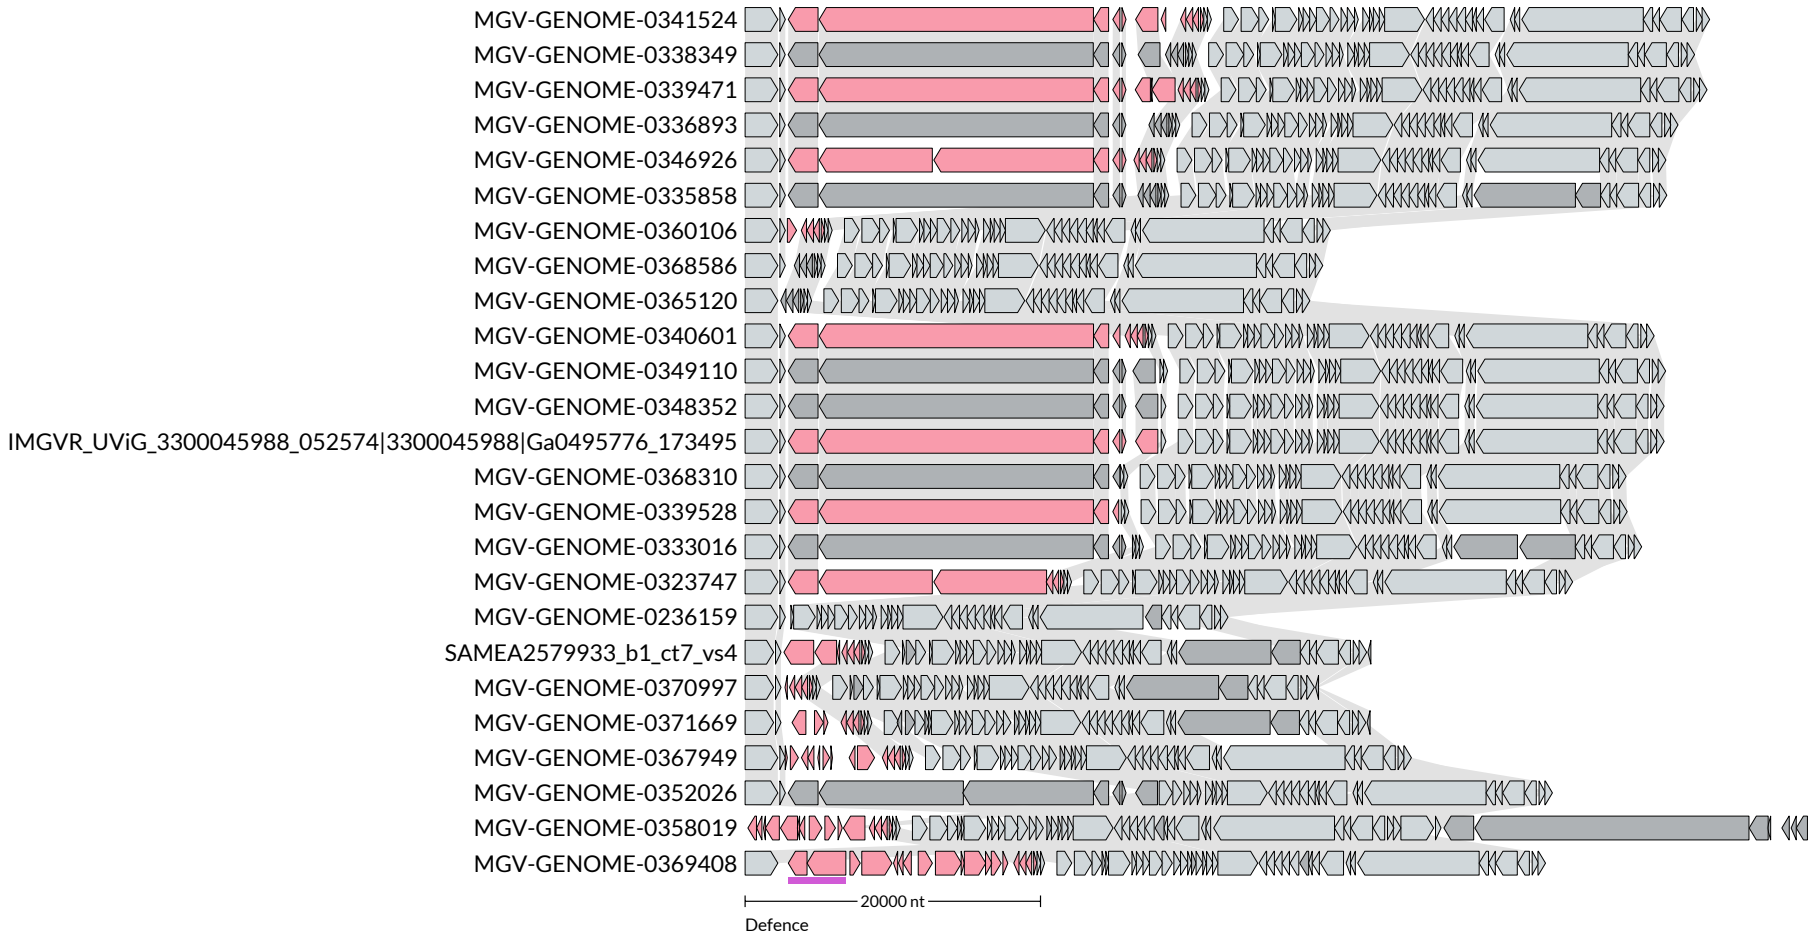 MGV-GENOME-0341524
MGV-GENOME-0338349
MGV-GENOME-0339471
MGV-GENOME-0336893
MGV-GENOME-0346926
MGV-GENOME-0335858
MGV-GENOME-0360106
MGV-GENOME-0368586
MGV-GENOME-0365120
MGV-GENOME-0340601
MGV-GENOME-0349110
MGV-GENOME-0348352
IMGVR_UViG_3300045988_052574|3300045988|Ga0495776_173495
MGV-GENOME-0368310
MGV-GENOME-0339528
MGV-GENOME-0333016
MGV-GENOME-0323747
MGV-GENOME-0236159
SAMEA2579933_b1_ct7_vs4
MGV-GENOME-0370997
MGV-GENOME-0371669
MGV-GENOME-0367949
MGV-GENOME-0352026
MGV-GENOME-0358019
MGV-GENOME-0369408
20000 nt
Defence